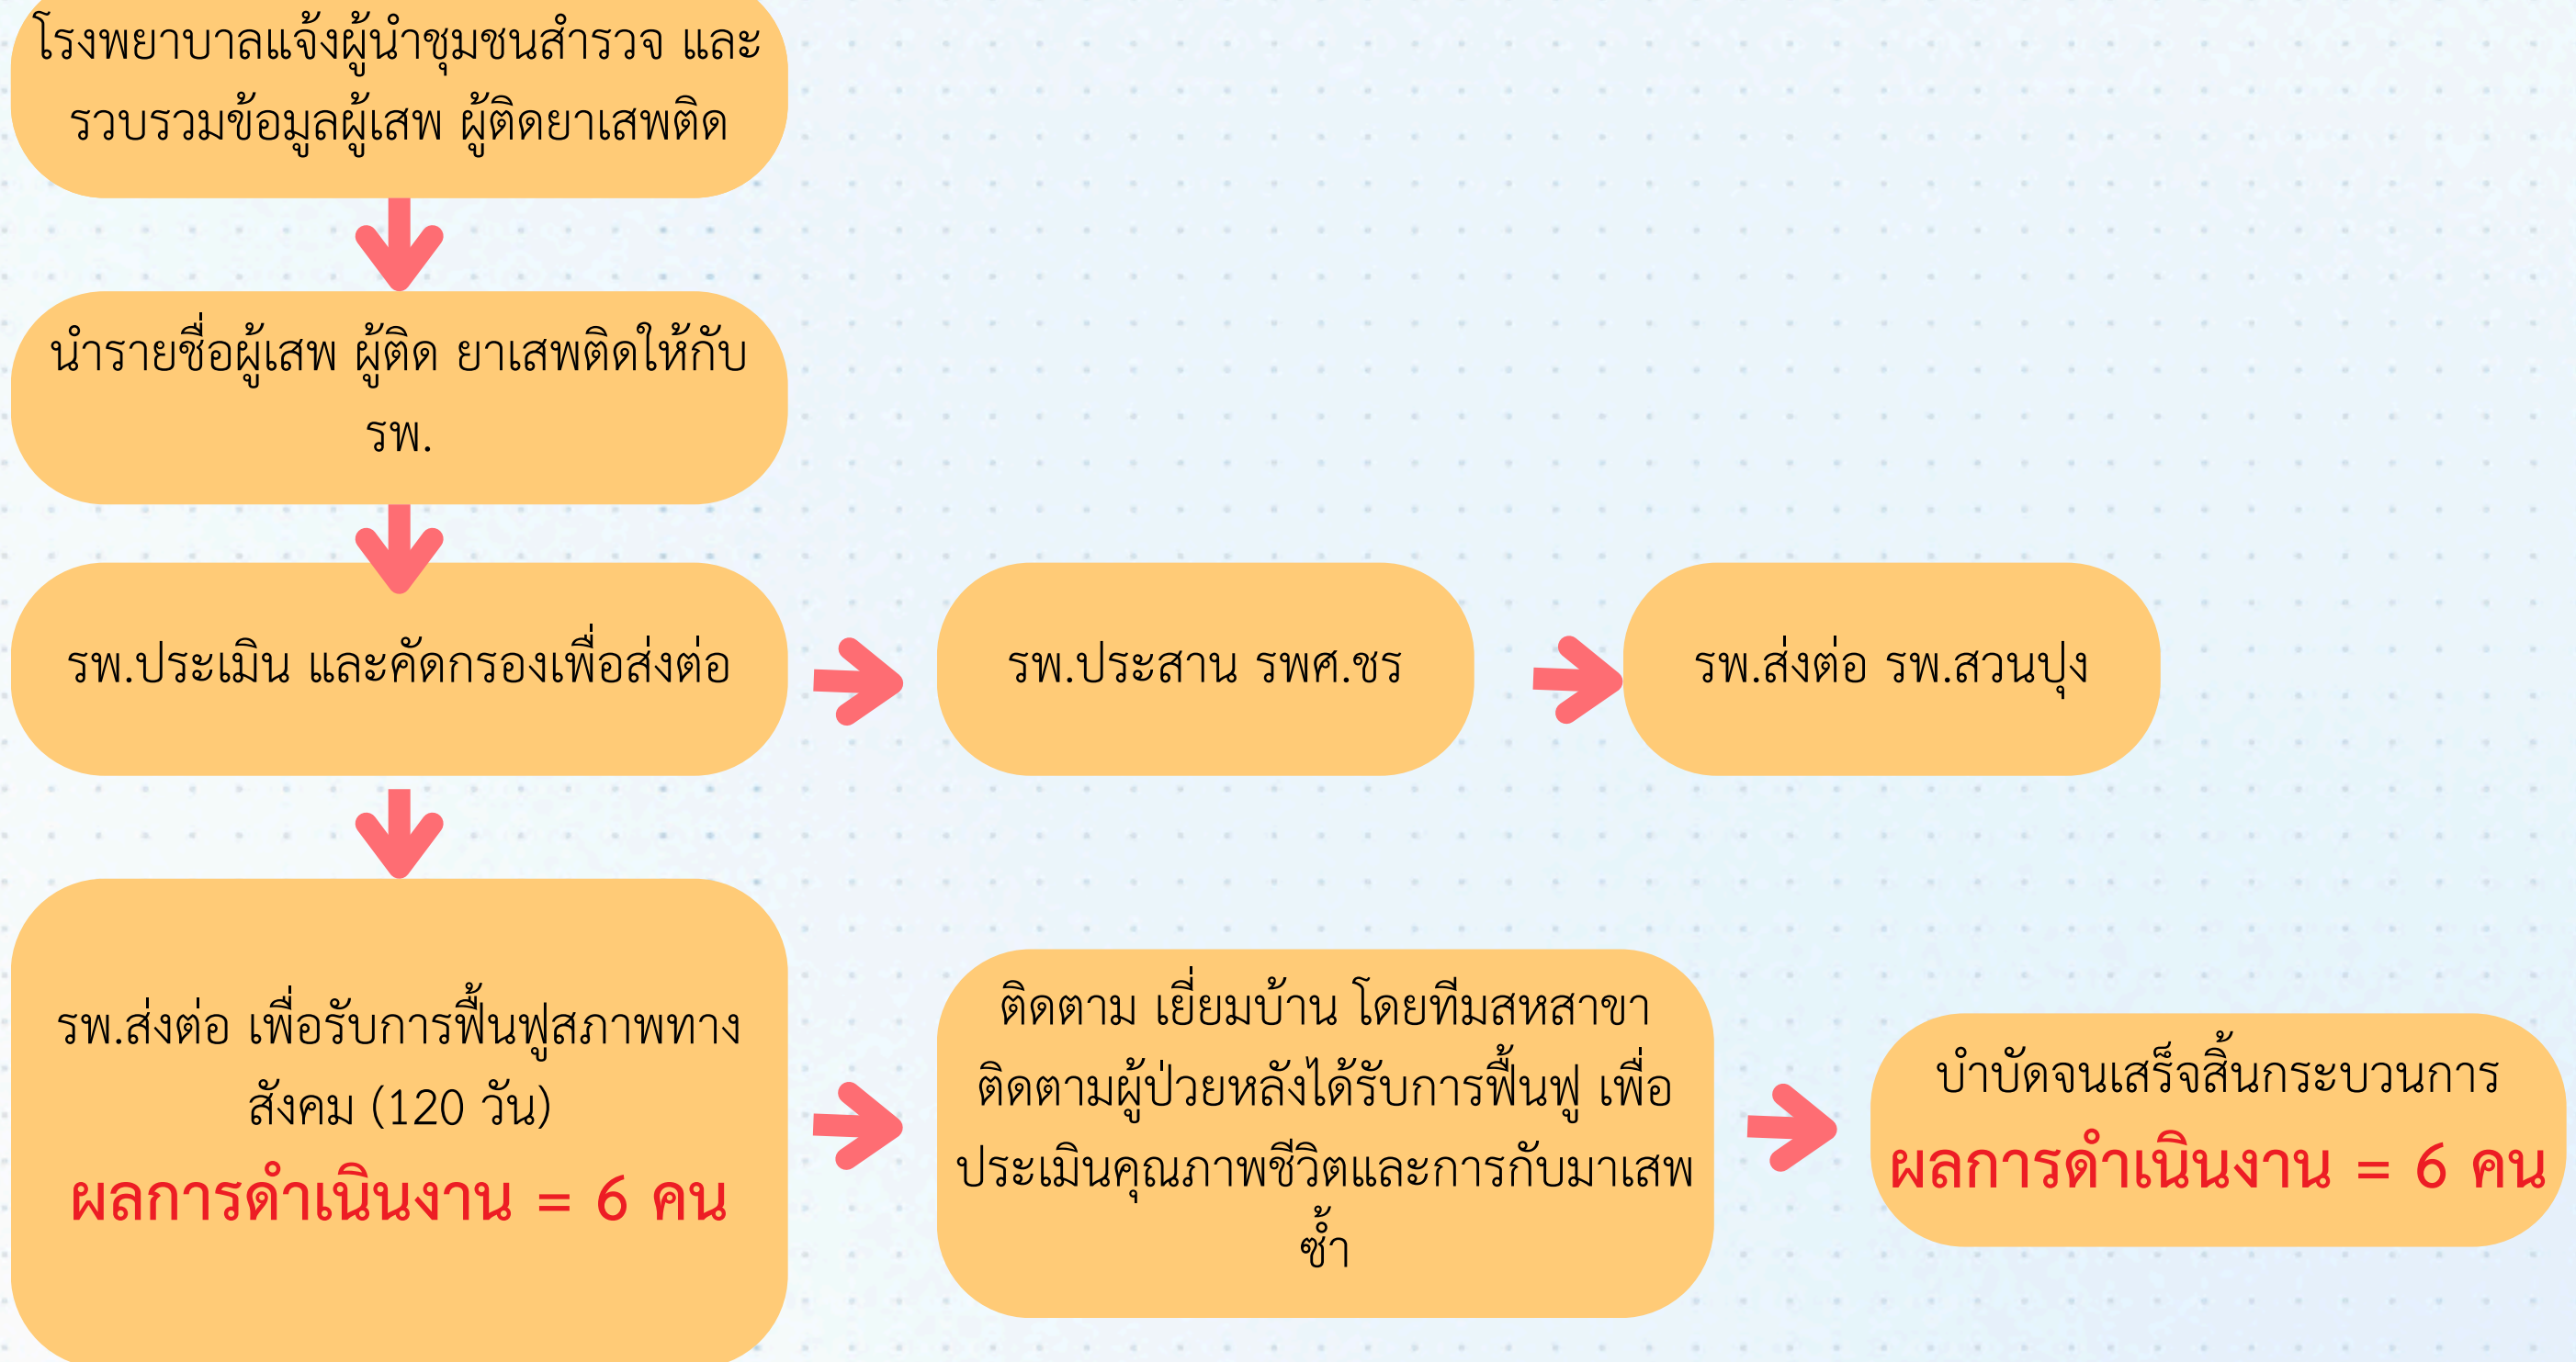 โรงพยาบาลแจ้งผู้นำชุมชนสำรวจ และ
รวบรวมข้อมูลผู้เสพ ผู้ติดยาเสพติด
นำรายชื่อผู้เสพ ผู้ติด ยาเสพติดให้กับ
รพ.
รพ.ประเมิน และคัดกรองเพื่อส่งต่อ
รพ.ประสาน รพศ.ชร
รพ.ส่งต่อ รพ.สวนปุง
รพ.ส่งต่อ เพื่อรับการฟื้นฟูสภาพทาง
สังคม (120 วัน)
ผลการดำเนินงาน = 6 คน
ติดตาม เยี่ยมบ้าน โดยทีมสหสาขา
ติดตามผู้ป่วยหลังได้รับการฟื้นฟู เพื่อ
ประเมินคุณภาพชีวิตและการกับมาเสพ
ซ้ำ
บำบัดจนเสร็จสิ้นกระบวนการ
ผลการดำเนินงาน = 6 คน